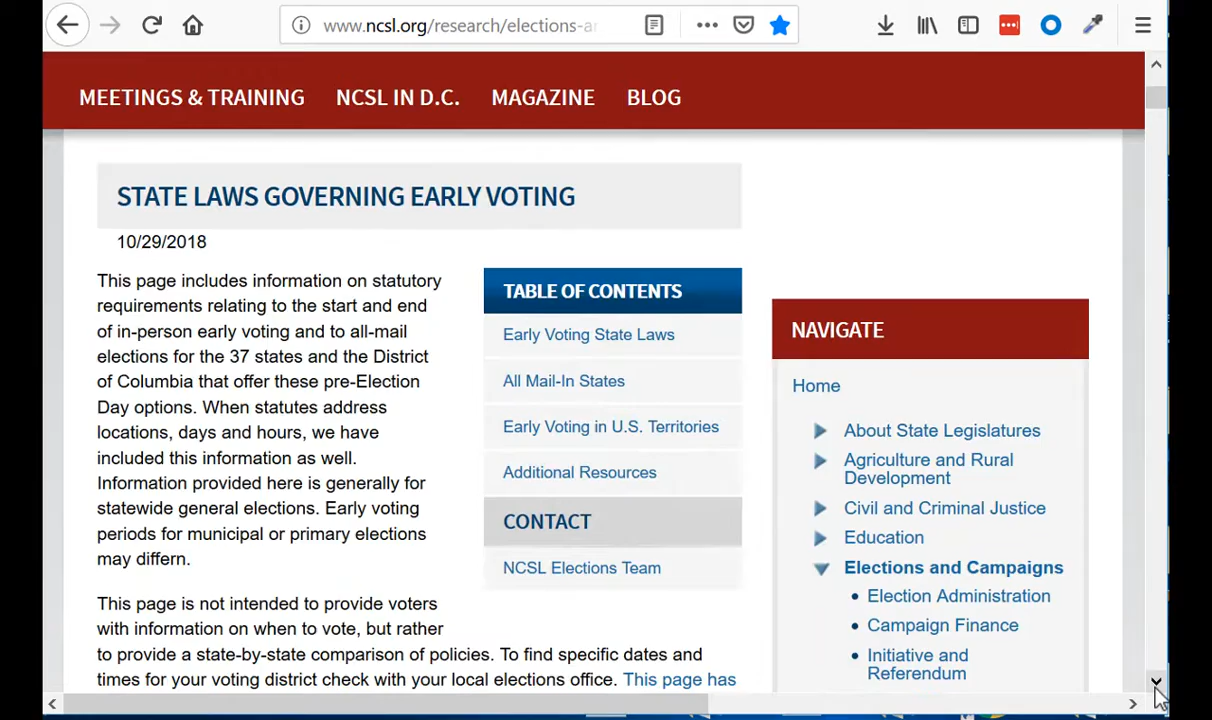 www.ncsl.org/research/elections-a
MEETINGS & TRAINING NCSL IN D.C. MAGAZINE BLOG
STATE LAWS GOVERNING EARLY VOTING
10/29/2018
This page includes information on statutory
requirements relating to the start and end
of in-person early voting and to all-mail
elections for the 37 states and the District
of Columbia that offer these pre-Election
Day options. When statutes address
locations, days and hours, we have
included this information as well.
Information provided here is generally for
statewide general elections. Early voting
periods for municipal or primary elections
may differ.
This page is not intended to provide voters
with information on when to vote, but rather
to provide a state-by-state comparison of policies. To find specific dates and
times for your voting district check with your local elections office. This page has
TABLE OF CONTENTS
Early Voting State Laws
All Mail-In States
Early Voting in U.S. Territories
Additional Resources
CONTACT
NCSL Elections Team
NAVIGATE
Home
About State Legislatures
Agriculture and Rural
Development
Civil and Criminal Justice
Education
Elections and Campaigns
Election Administration
Campaign Finance
Initiative and
Referendum